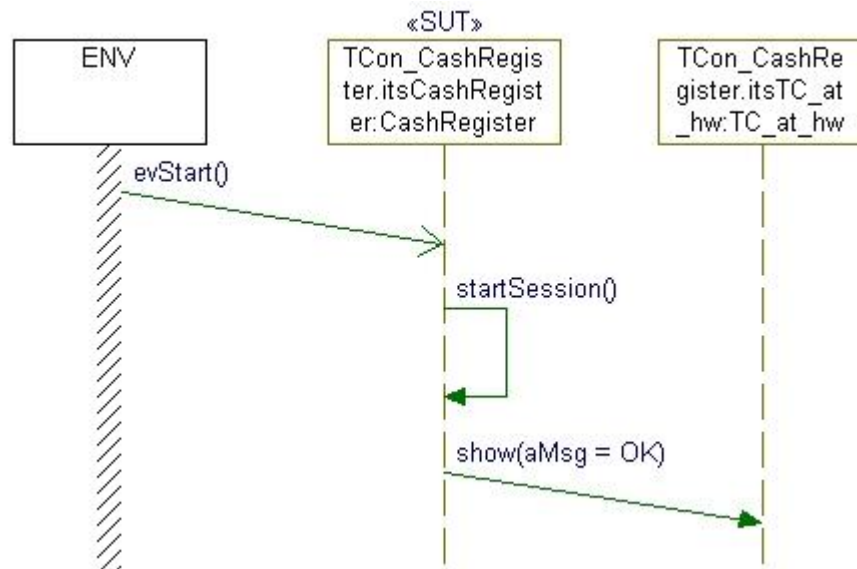 «SUT»
ENV
TCon_CashRegis
ter.itsCashRegist
er:CashRegister
TCon_CashRe
gister.itsTC_at
_hw:TC_at_hw
evStart()
startSession()
show(aMsg = OK)